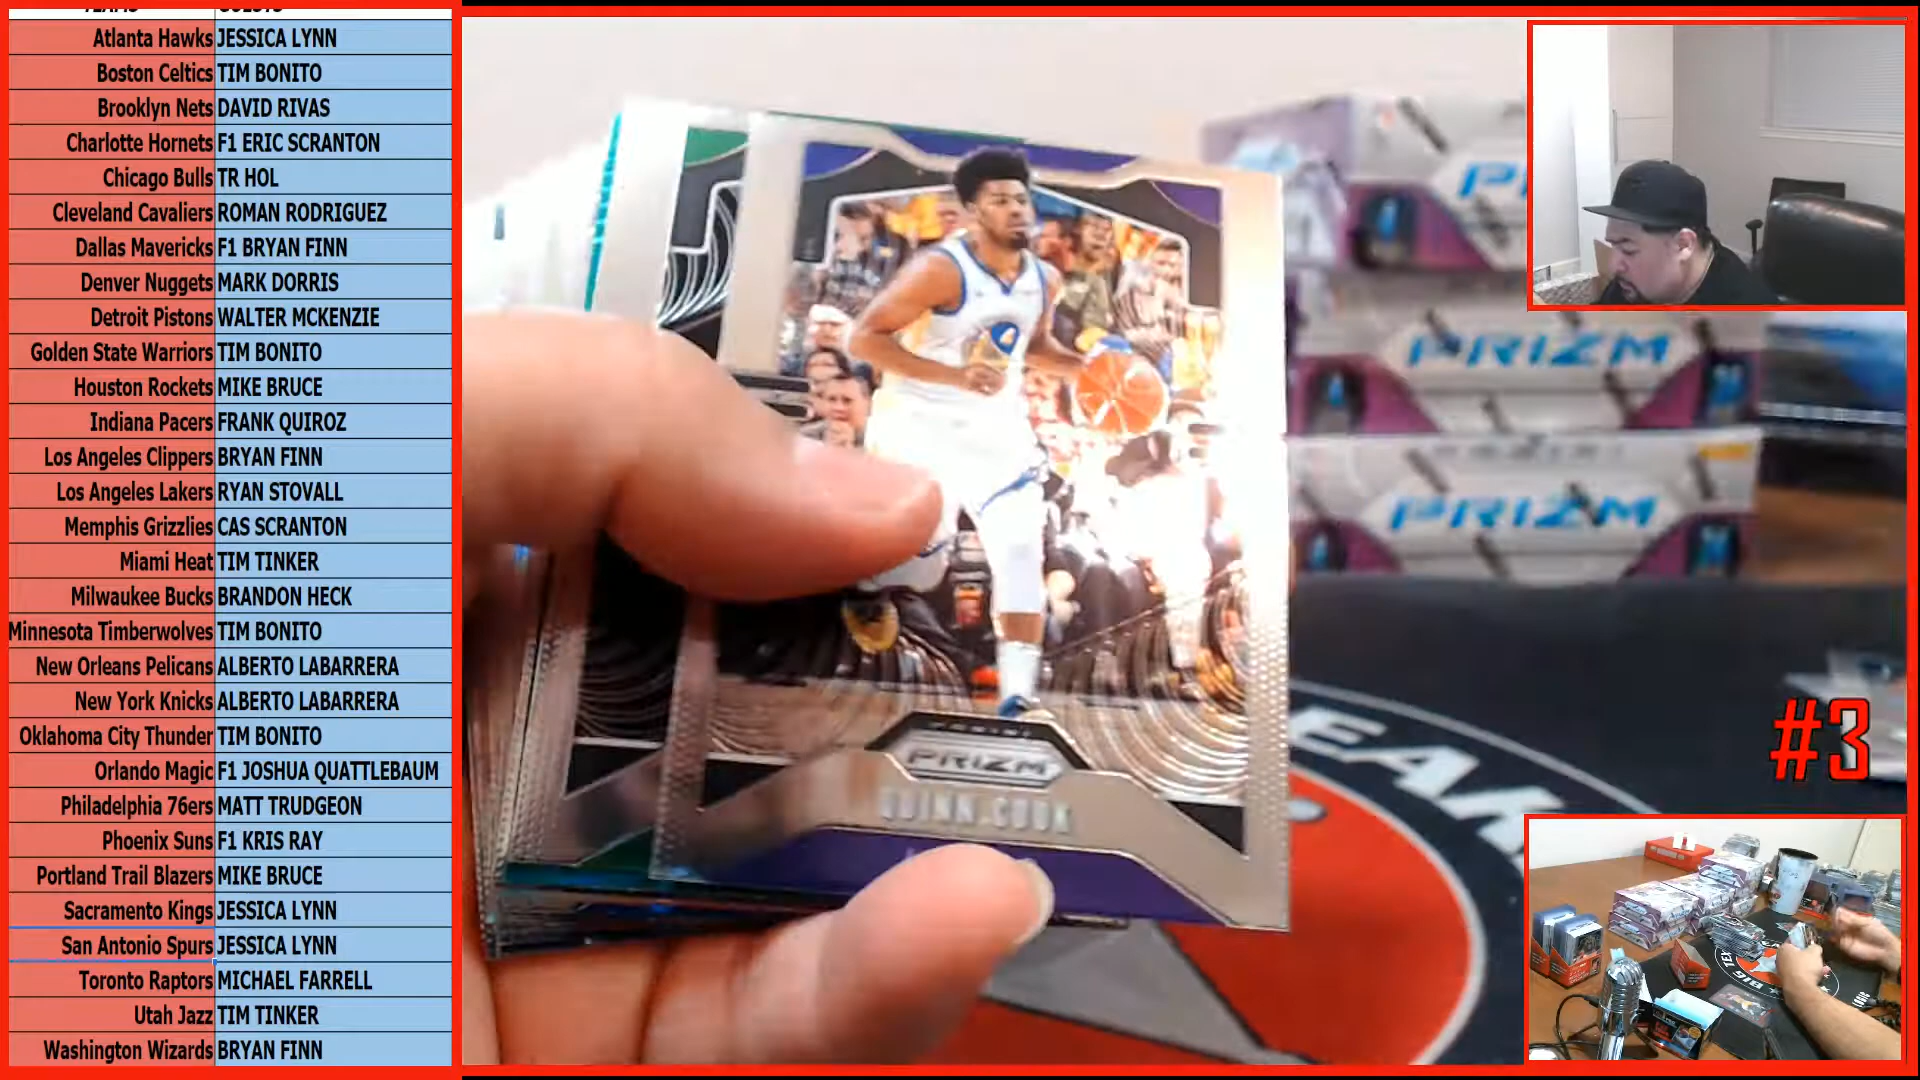 Atlanta Hawks JESSICA LYNN
Boston Celtics TIM BONITO
Brooklyn Nets DAVID RIVAS
Charlotte Hornets F1 ERIC SCRANTON
Chicago Bulls TR HOL
Cleveland Cavaliers ROMAN RODRIGUEZ
Dallas Mavericks F1 BRYAN FINN
Denver Nuggets MARK DORRIS
Detroit Pistons WALTER MCKENZIE
Golden State Warriors TIM BONITO
Houston Rockets MIKE BRUCE
Indiana Pacers FRANK QUIROZ
Los Angeles Clippers BRYAN FINN
Los Angeles Lakers RYAN STOVALL
Memphis Grizzlies CAS SCRANTON
Miami Heat TIM TINKER
Milwaukee Bucks BRANDON HECK
Minnesota Timberwolves TIM BONITO
New Orleans Pelicans ALBERTO LABARRERA
New York Knicks ALBERTO LABARRERA
Oklahoma City Thunder TIM BONITO
Orlando Magic F1 JOSHUA QUATTLEBAUM
Philadelphia 76ers MATT TRUDGEON
Phoenix Suns F1 KRIS RAY
Portland Trail Blazers MIKE BRUCE
Sacramento Kings JESSICA LYNN
San Antonio Spurs JESSICA LYNN
Toronto Raptors MICHAEL FARRELL
Utah Jazz TIM TINKER
Washington Wizards BRYAN FINN
4
PANINI
PRIZM
QUINN COOK
PRIZM
PRIZM
#3
BIG TEX